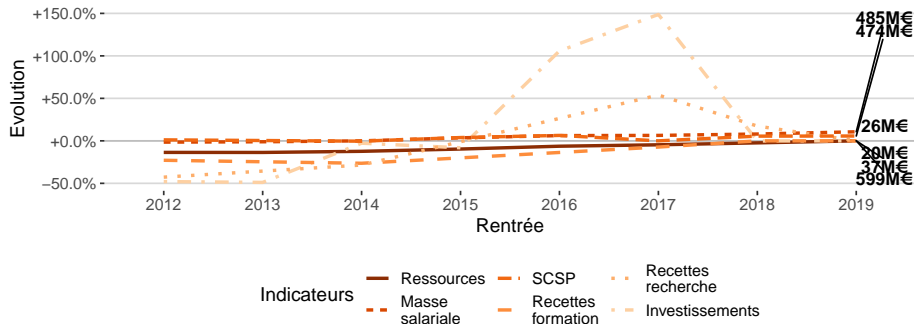 +150.0%
+100.0%
+50.0%
+0.0%
−50.0%
Evolution
485M€
474M€
26M€
20M€
37M€
599M€
2012 2013 2014 2015 2016 2017 2018 2019
Rentrée
Indicateurs
Ressources
SCSP
Recettes
recherche
Masse
salariale
Recettes
formation
Investissements